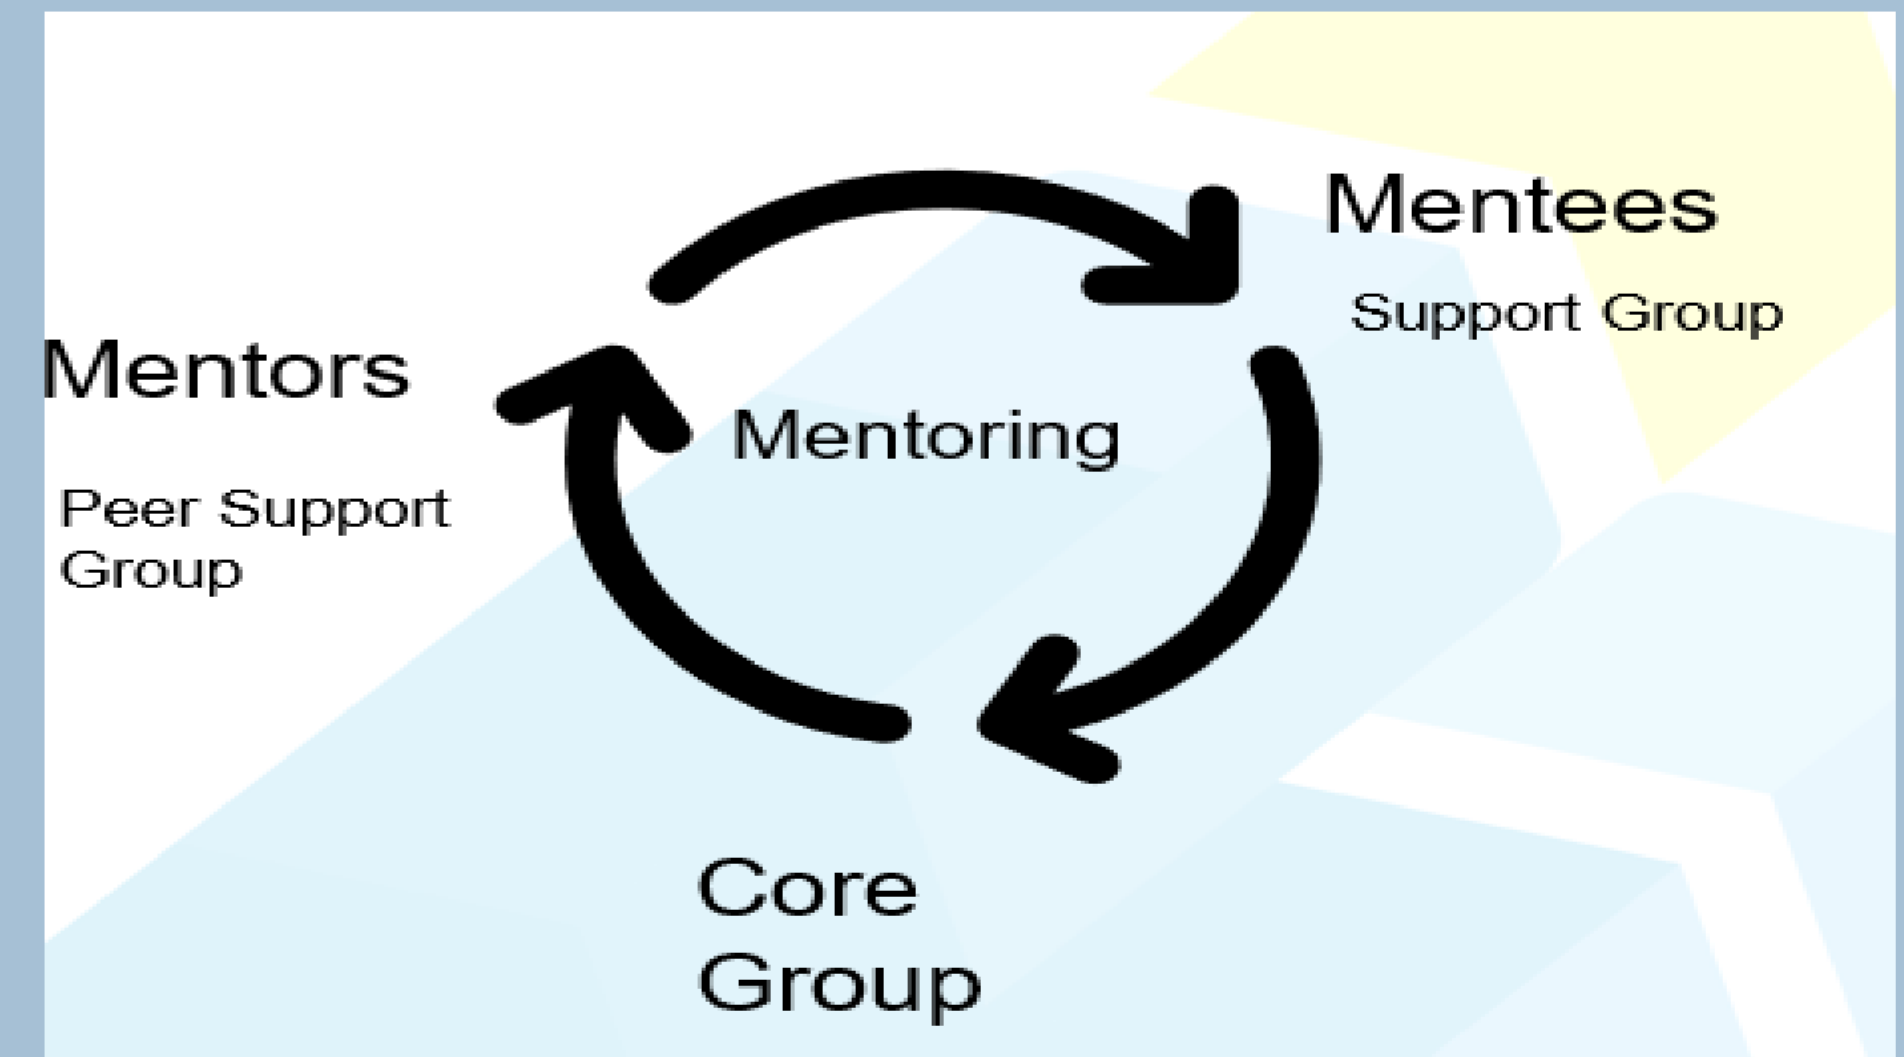 Mentees
Support Group
Mentors
Mentoring
Peer Support
Group
Core
Group